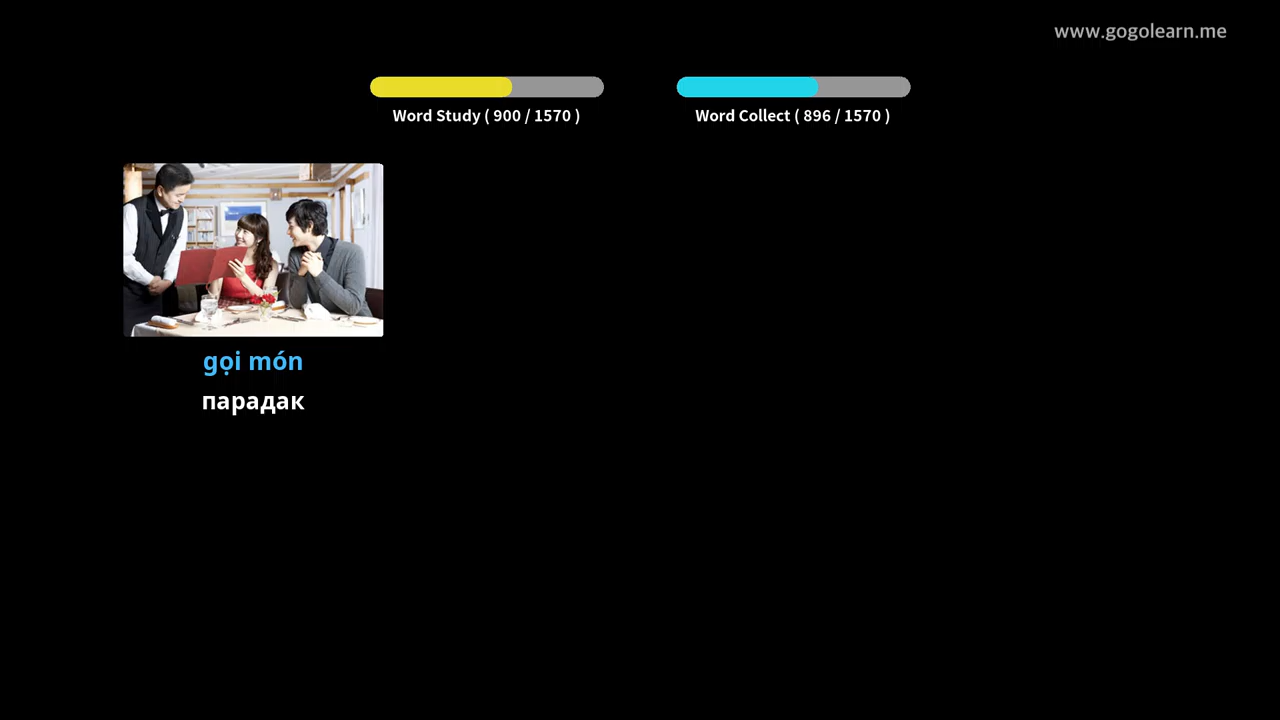 www.gogolearn.me
Word Study ( 900 / 1570 )
Word Collect ( 896 / 1570 )
gọi món
парадак